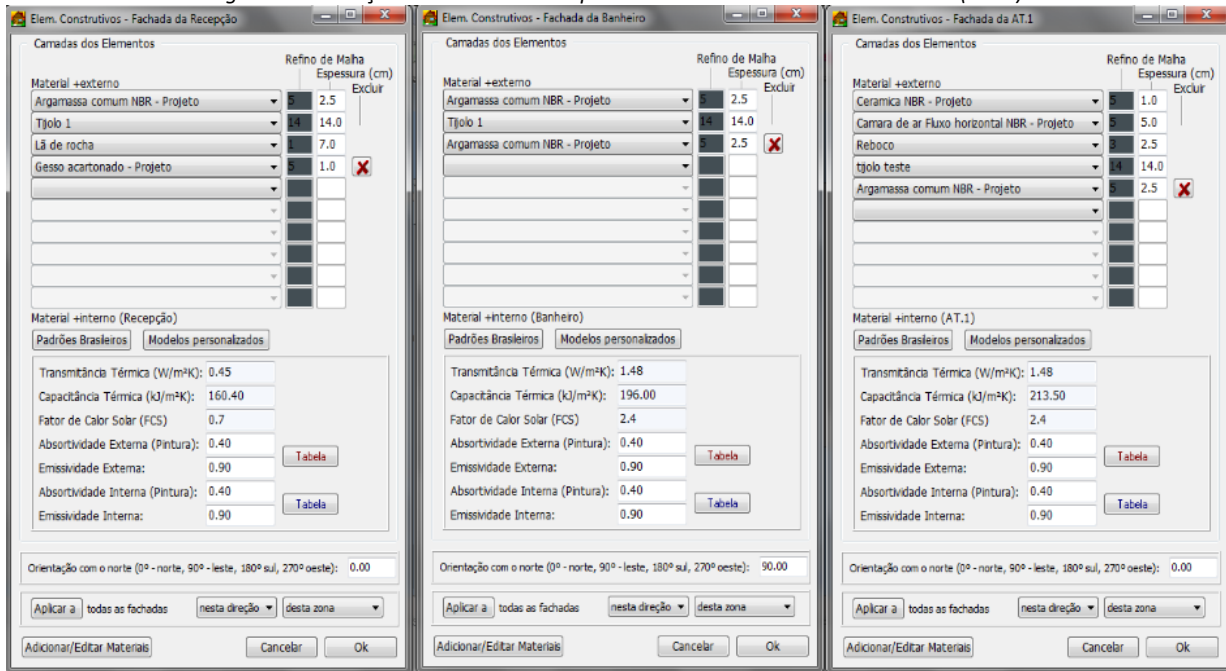 Elem. Construtivos - Fachada da Recepção
Camadas dos Elementos
Refino de Malha
Espessura (cm)
Material +externo
Excluir
Argamassa comum NBR - Projeto 5 2.5
Tijolo 1 14 14.0
Lã de rocha 1 7.0
Gesso acartonado - Projeto 5 1.0
Material +interno (Recepção)
Padrões Brasileiros Modelos personalizados
Transmitância Térmica (W/m²K): 0.45
Capacitância Térmica (kJ/m²K): 160.40
Fator de Calor Solar (FCS) 0.7
Absortividade Externa (Pintura): 0.40
Tabela
Emissividade Externa: 0.90
Absortividade Interna (Pintura): 0.40
Tabela
Emissividade Interna: 0.90
Orientação com o norte (0º - norte, 90º - leste, 180º sul, 270º oeste): 0.00
Aplicar a todas as fachadas nesta direção desta zona
Adicionar/Editar Materiais Cancelar Ok
Elem. Construtivos - Fachada da Banheiro
Camadas dos Elementos
Refino de Malha
Espessura (cm)
Material +externo
Excluir
Argamassa comum NBR - Projeto 5 2.5
Tijolo 1 14 14.0
Argamassa comum NBR - Projeto 5 2.5
Material +interno (Banheiro)
Padrões Brasileiros Modelos personalizados
Transmitância Térmica (W/m²K): 1.48
Capacitância Térmica (kJ/m²K): 196.00
Fator de Calor Solar (FCS) 2.4
Absortividade Externa (Pintura): 0.40
Tabela
Emissividade Externa: 0.90
Absortividade Interna (Pintura): 0.40
Tabela
Emissividade Interna: 0.90
Orientação com o norte (0º - norte, 90º - leste, 180º sul, 270º oeste): 90.00
Aplicar a todas as fachadas nesta direção desta zona
Adicionar/Editar Materiais Cancelar Ok
Elem. Construtivos - Fachada da AT.1
Camadas dos Elementos
Refino de Malha
Espessura (cm)
Material +externo
Excluir
Ceramica NBR - Projeto 5 1.0
Camara de ar Fluxo horizontal NBR - Projeto 5 5.0
Reboco 3 2.5
tijolo teste 14 14.0
Argamassa comum NBR - Projeto 5 2.5
Material +interno (AT.1)
Padrões Brasileiros Modelos personalizados
Transmitância Térmica (W/m²K): 1.48
Capacitância Térmica (kJ/m²K): 213.50
Fator de Calor Solar (FCS) 2.4
Absortividade Externa (Pintura): 0.40
Tabela
Emissividade Externa: 0.90
Absortividade Interna (Pintura): 0.40
Tabela
Emissividade Interna: 0.90
Orientação com o norte (0º - norte, 90º - leste, 180º sul, 270º oeste): 0.00
Aplicar a todas as fachadas nesta direção desta zona
Adicionar/Editar Materiais Cancelar Ok